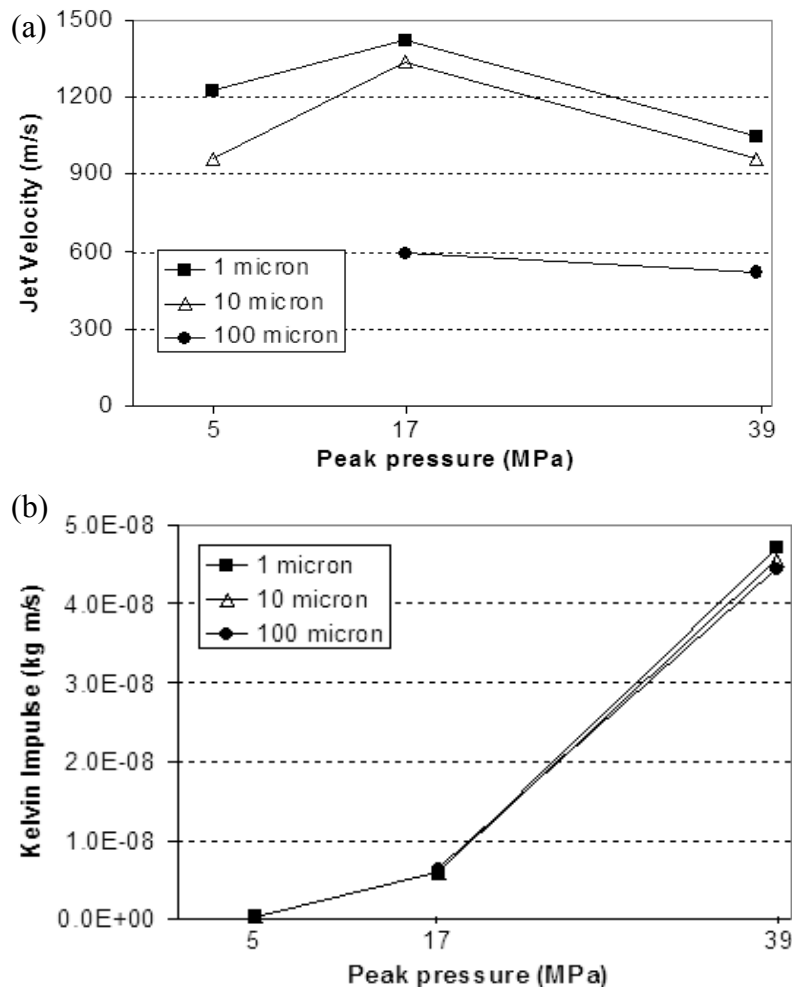 (a)
1500
1200
900
600
300
0
Jet Velocity (m/s)
1 micron
10 micron
100 micron
5 17 39
Peak pressure (MPa)
(b)
5.0E-08
4.0E-08
3.0E-08
2.0E-08
1.0E-08
0.0E+00
Kelvin Impulse (kg m/s)
1 micron
10 micron
100 micron
5 17 39
Peak pressure (MPa)